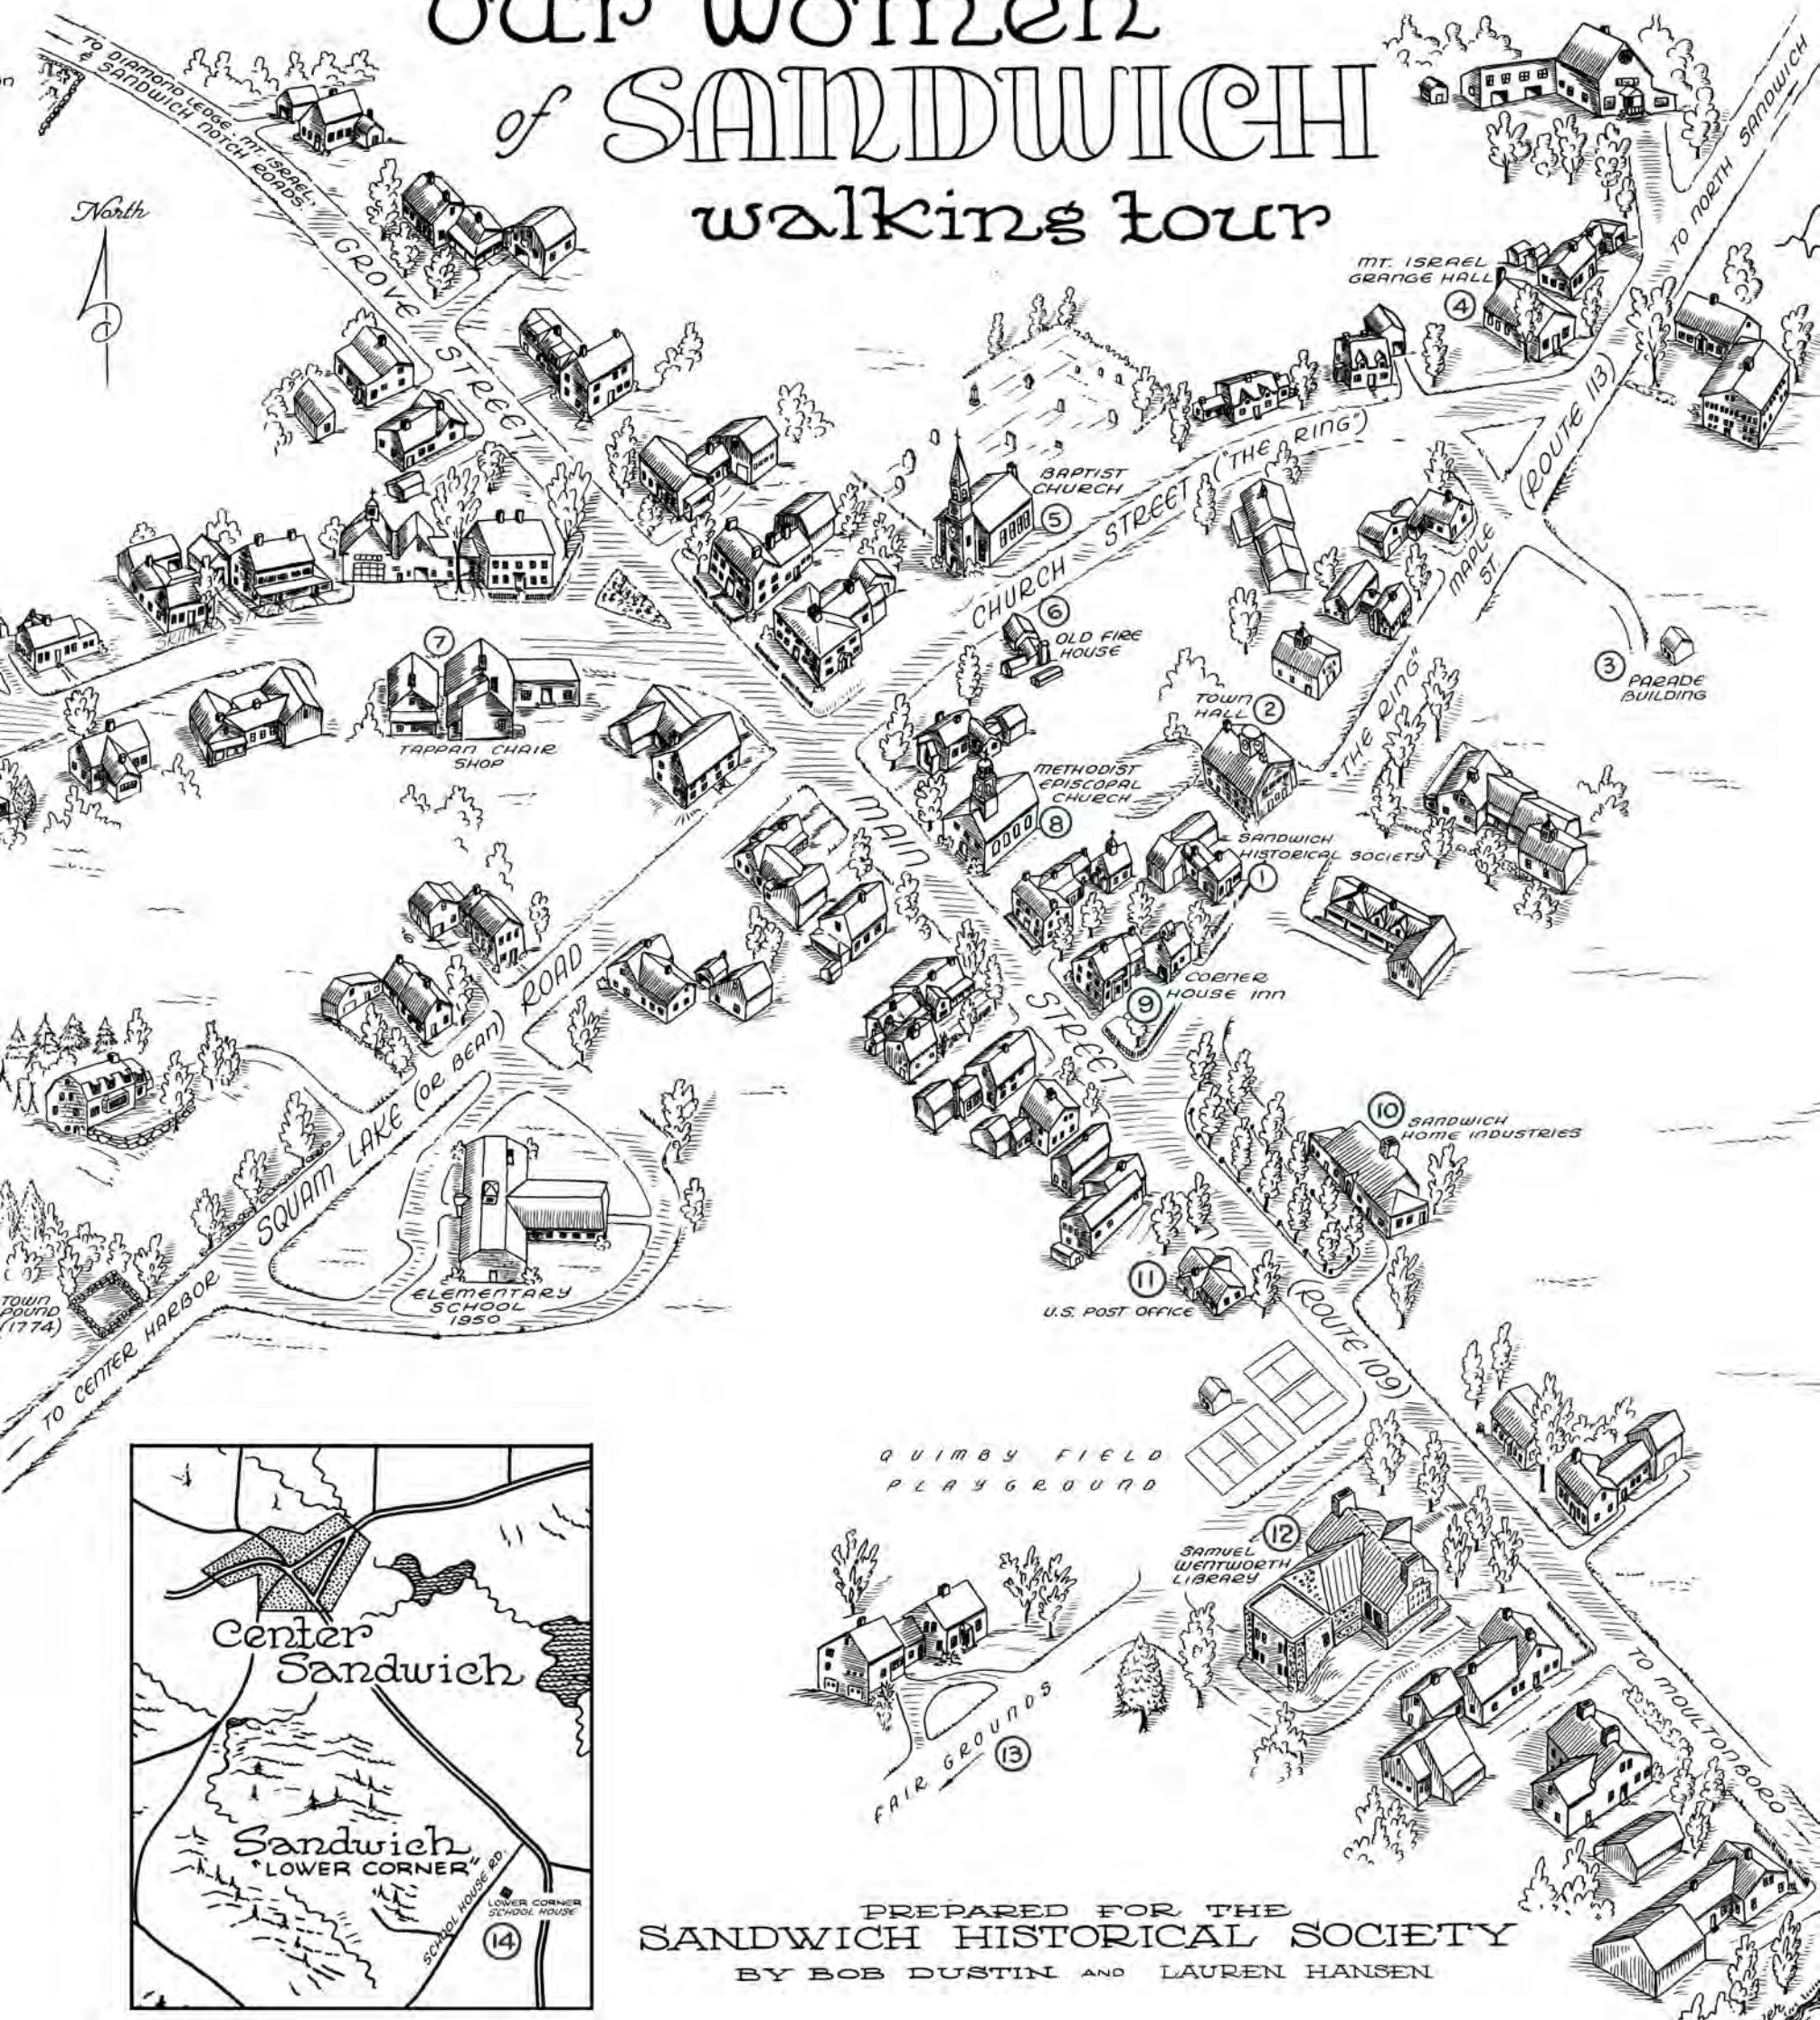 our women
of SANDWICH
walking tour
TO DIAMOND LEDGE - MT. ISRAEL,
& SANDWICH NOTCH ROADS
North
GROVE
STREET
TO NORTH SANDWICH
MT. ISRAEL
GRANGE HALL
4
(ROUTE 113)
BAPTIST
CHURCH
5
CHURCH STREET ("THE RING")
MAPLE
ST.
6
OLD FIRE
HOUSE
3
PARADE
BUILDING
7
TAPPAN CHAIR
SHOP
TOWN
HALL 2
"THE RING"
METHODIST
EPISCOPAL
CHURCH
8
MAIN
STREET
SANDWICH
HISTORICAL SOCIETY
1
CORNER
HOUSE INN
9
SQUAM LAKE (OR BEAN) ROAD
10
SANDWICH
HOME INDUSTRIES
11
U.S. POST OFFICE
ELEMENTARY
SCHOOL
1950
TOWN
POUND
(1774)
TO CENTER HARBOR
(ROUTE 109)
QUIMBY FIELD
PLAYGROUND
12
SAMUEL
WENTWORTH
LIBRARY
FAIR GROUNDS
13
TO MOULTONBORO
Center
Sandwich
Sandwich
"LOWER CORNER"
SCHOOL HOUSE RD.
LOWER CORNER
SCHOOL HOUSE
14
PREPARED FOR THE
SANDWICH HISTORICAL SOCIETY
BY BOB DUSTIN AND LAUREN HANSEN